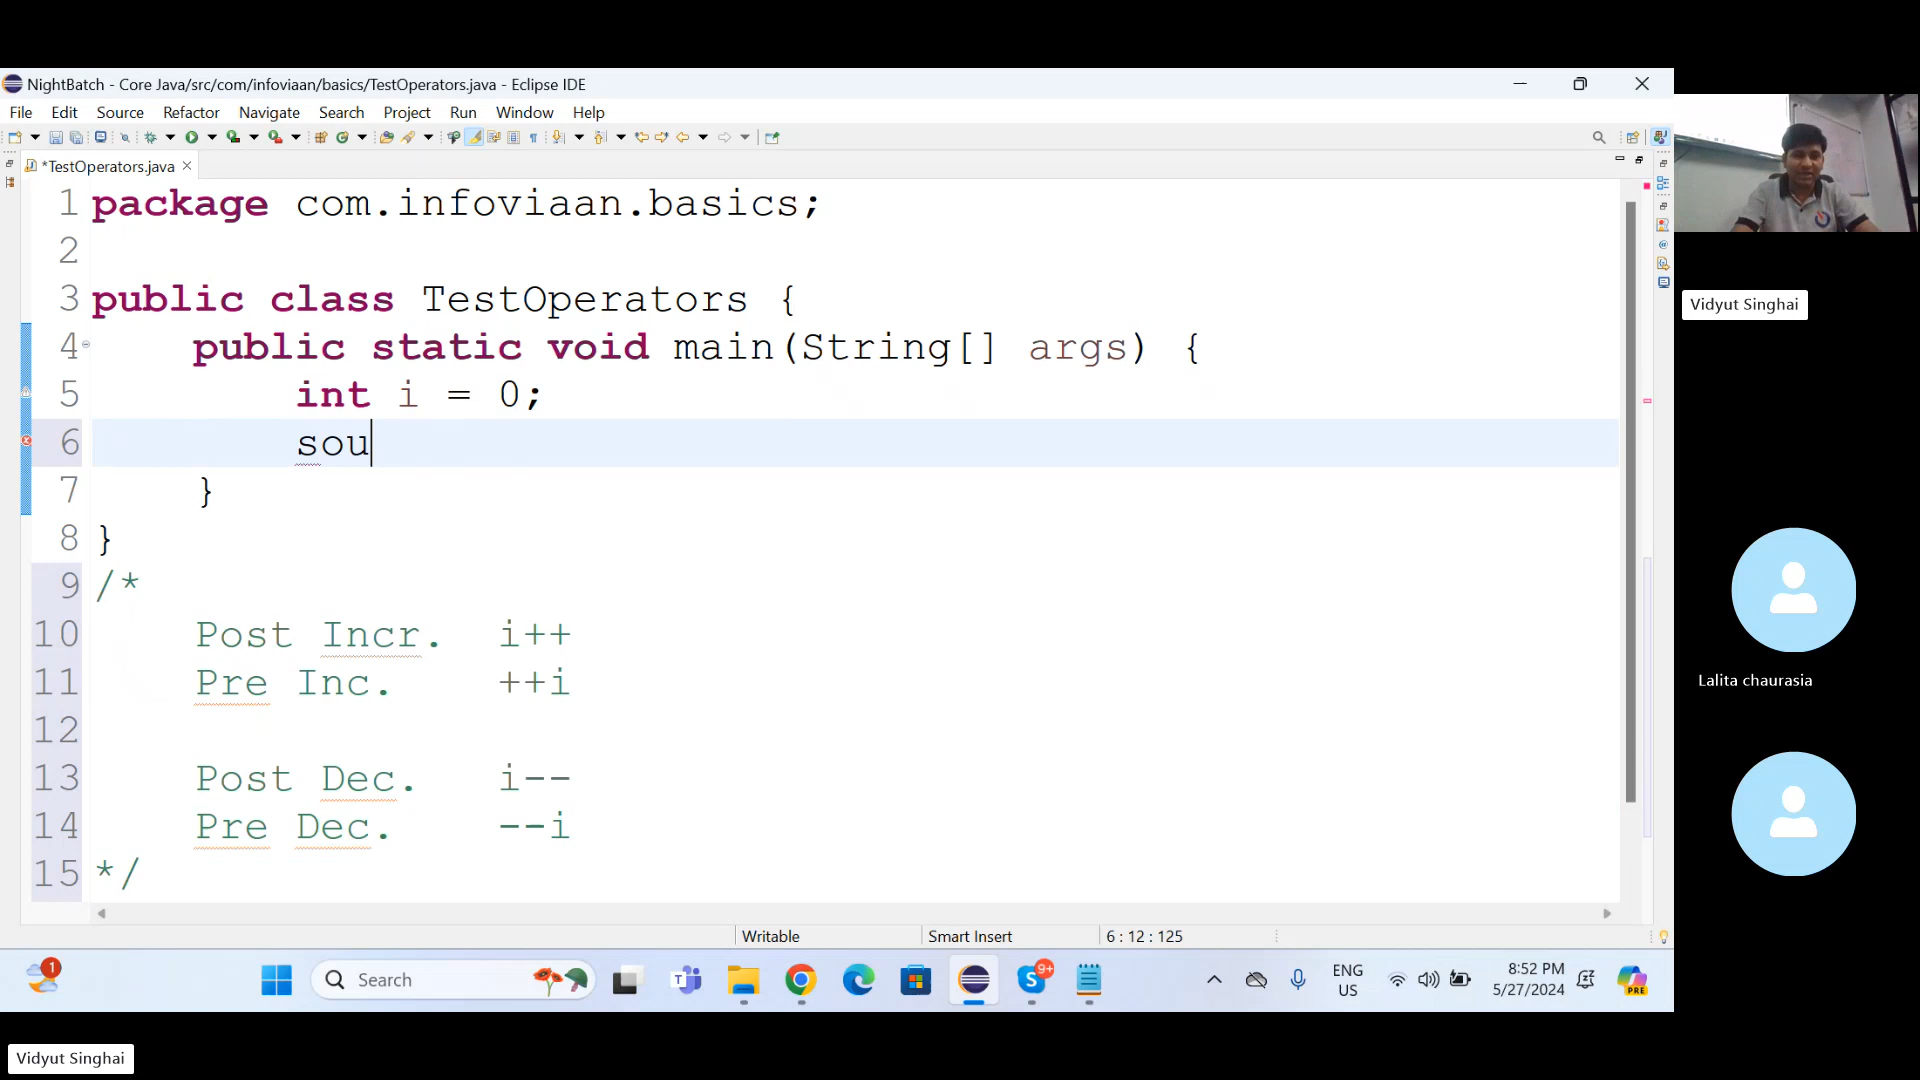 NightBatch - Core Java/src/com/infoviaan/basics/TestOperators.java - Eclipse IDE
File Edit Source Refactor Navigate Search Project Run Window Help
*TestOperators.java
1 package com.infoviaan.basics;
2
3 public class TestOperators {
4 public static void main(String[] args) {
5 int i = 0;
6 sou
7 }
8 }
9 /*
10 Post Incr. i++
11 Pre Inc. ++i
12
13 Post Dec. i--
14 Pre Dec. --i
15 */
Writable Smart Insert 6 : 12 : 125
1 Search 9+ ENG US 8:52 PM 5/27/2024 PRE
Vidyut Singhai
Lalita chaurasia
Vidyut Singhai